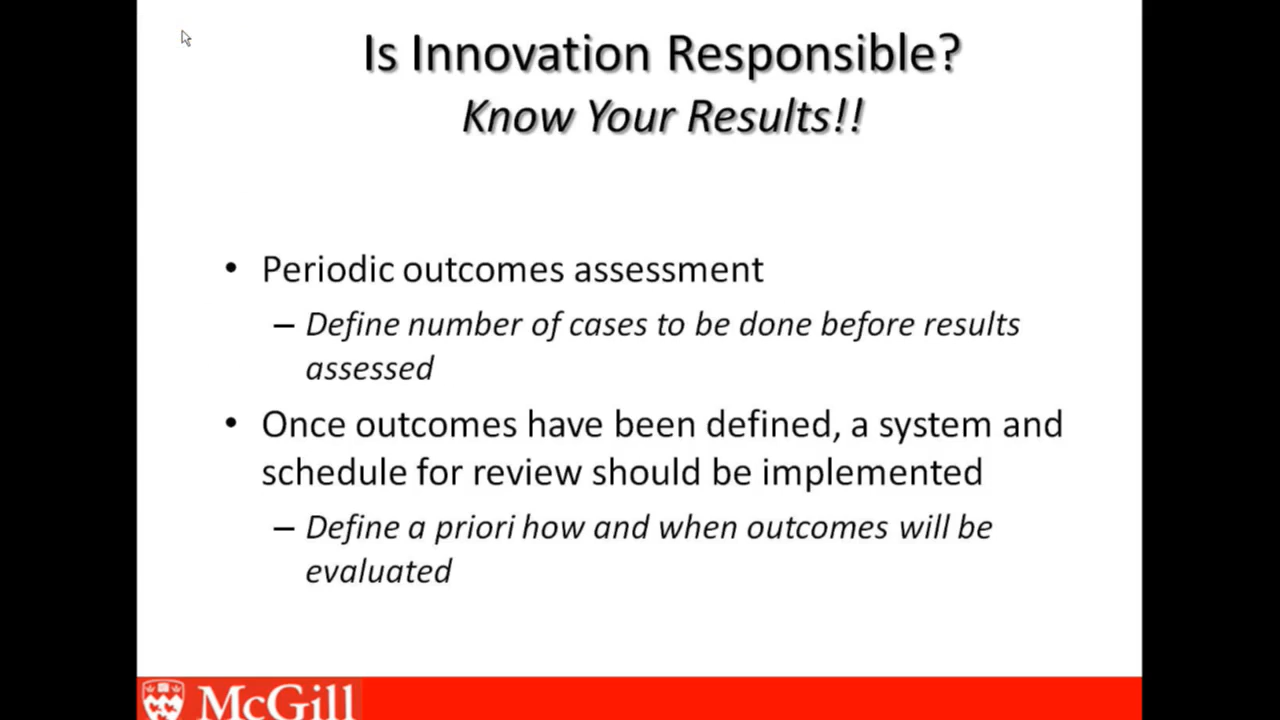 Is Innovation Responsible?
Know Your Results!!
• Periodic outcomes assessment
– Define number of cases to be done before results
assessed
• Once outcomes have been defined, a system and
schedule for review should be implemented
– Define a priori how and when outcomes will be
evaluated
McGill